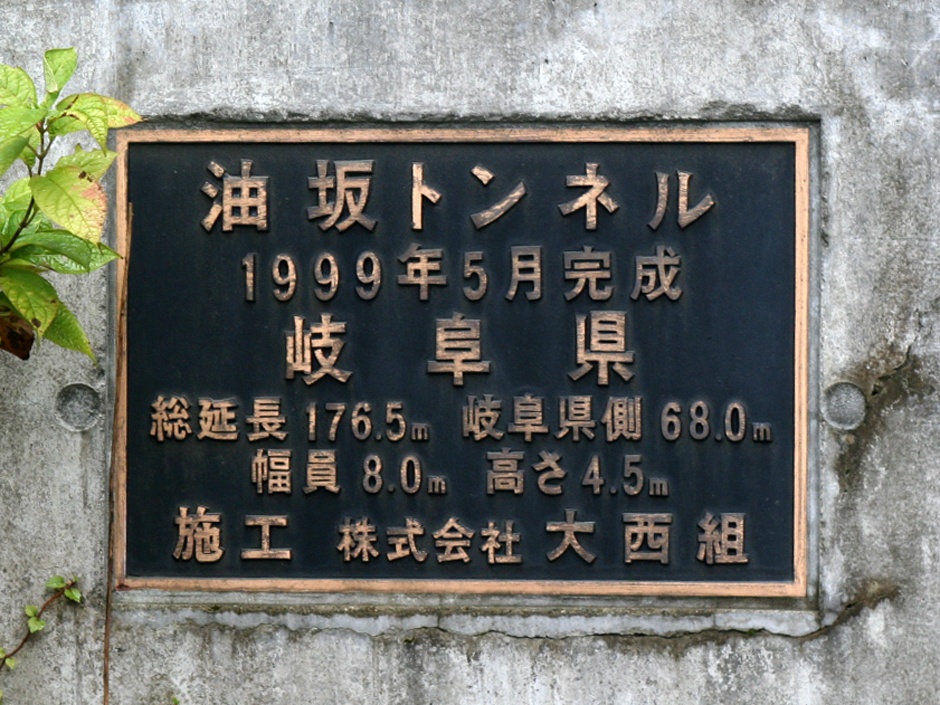 油坂トンネル
1999年5月完成
岐阜県
総延長 176.5m 岐阜県側 68.0m
幅員 8.0m 高さ 4.5m
施工 株式会社 大西組